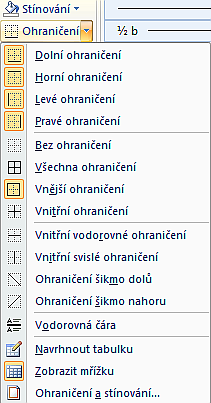 Stínování
Ohraničení
½ b
Dolní ohraničení
Horní ohraničení
Levé ohraničení
Pravé ohraničení
Bez ohraničení
Všechna ohraničení
Vnější ohraničení
Vnitřní ohraničení
Vnitřní vodorovné ohraničení
Vnitřní svislé ohraničení
Ohraničení šikmo dolů
Ohraničení šikmo nahoru
Vodorovná čára
Navrhnout tabulku
Zobrazit mřížku
Ohraničení a stínování...